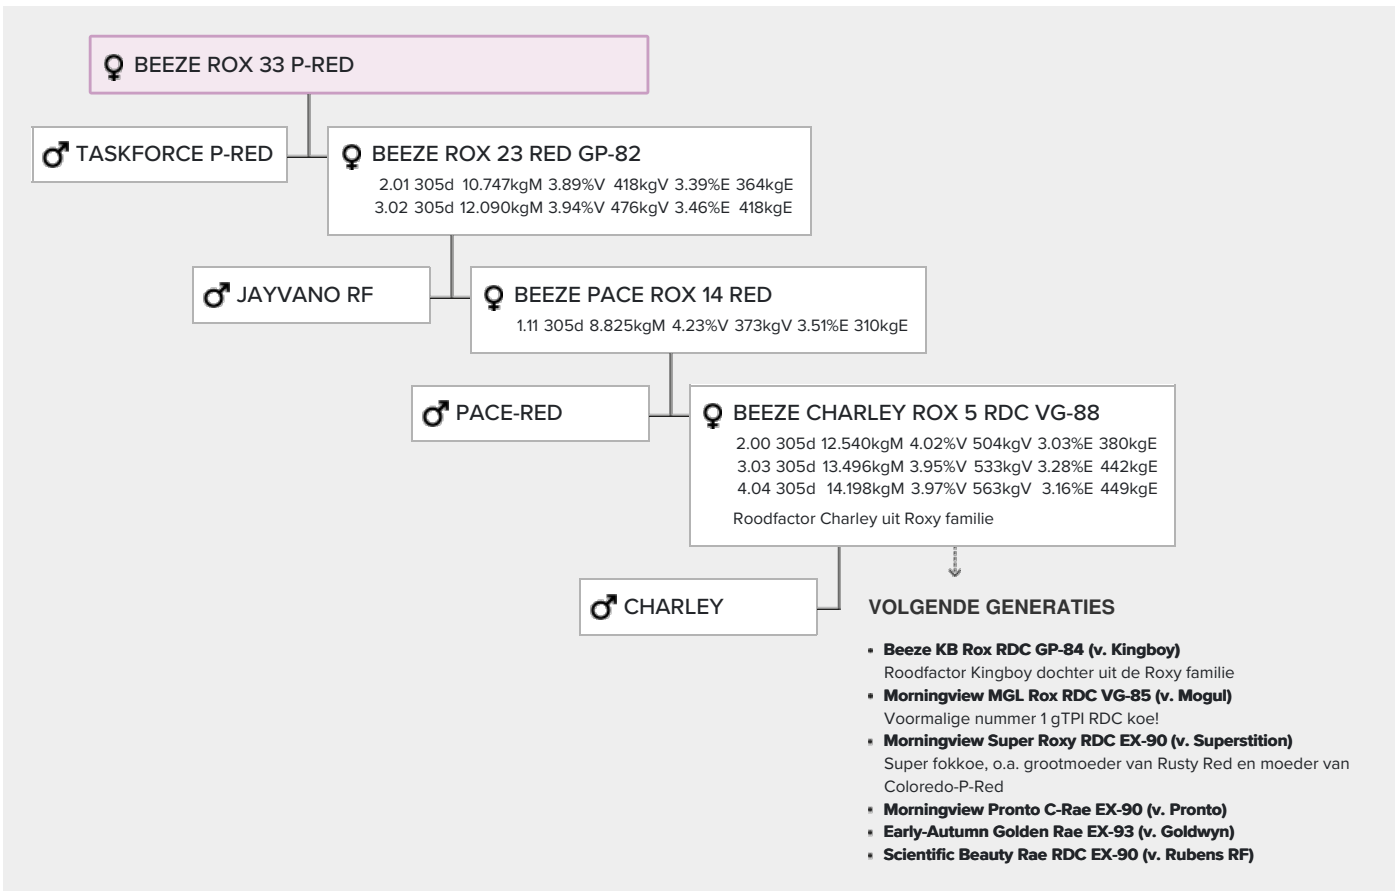 BEEZE ROX 33 P-RED
TASKFORCE P-RED
BEEZE ROX 23 RED GP-82
2.01 305d 10.747kgM 3.89%V 418kgV 3.39%E 364kgE
3.02 305d 12.090kgM 3.94%V 476kgV 3.46%E 418kgE
JAYVANO RF
BEEZE PACE ROX 14 RED
1.11 305d 8.825kgM 4.23%V 373kgV 3.51%E 310kgE
PACE-RED
BEEZE CHARLEY ROX 5 RDC VG-88
2.00 305d 12.540kgM 4.02%V 504kgV 3.03%E 380kgE
3.03 305d 13.496kgM 3.95%V 533kgV 3.28%E 442kgE
4.04 305d 14.198kgM 3.97%V 563kgV 3.16%E 449kgE
Roodfactor Charley uit Roxy familie
CHARLEY
VOLGENDE GENERATIES
• Beeze KB Rox RDC GP-84 (v. Kingboy)
Roodfactor Kingboy dochter uit de Roxy familie
• Morningview MGL Rox RDC VG-85 (v. Mogul)
Voormalige nummer 1 gTPI RDC koe!
• Morningview Super Roxy RDC EX-90 (v. Superstition)
Super fokkoe, o.a. grootmoeder van Rusty Red en moeder van
Coloredo-P-Red
• Morningview Pronto C-Rae EX-90 (v. Pronto)
• Early-Autumn Golden Rae EX-93 (v. Goldwyn)
• Scientific Beauty Rae RDC EX-90 (v. Rubens RF)